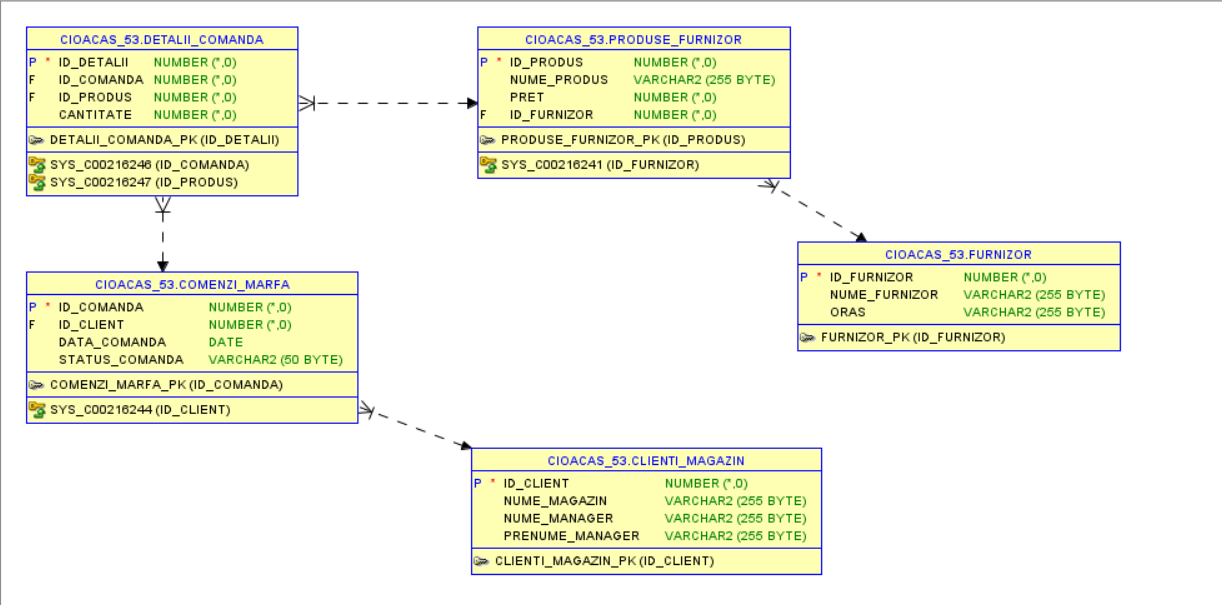 CIOACAS_53.DETALII_COMANDA
P * ID_DETALII NUMBER (*,0)
F ID_COMANDA NUMBER (*,0)
F ID_PRODUS NUMBER (*,0)
CANTITATE NUMBER (*,0)
DETALII_COMANDA_PK (ID_DETALII)
SYS_C00216246 (ID_COMANDA)
SYS_C00216247 (ID_PRODUS)
CIOACAS_53.PRODUSE_FURNIZOR
P * ID_PRODUS NUMBER (*,0)
NUME_PRODUS VARCHAR2 (255 BYTE)
PRET NUMBER (*,0)
F ID_FURNIZOR NUMBER (*,0)
PRODUSE_FURNIZOR_PK (ID_PRODUS)
SYS_C00216241 (ID_FURNIZOR)
CIOACAS_53.FURNIZOR
P * ID_FURNIZOR NUMBER (*,0)
NUME_FURNIZOR VARCHAR2 (255 BYTE)
ORAS VARCHAR2 (255 BYTE)
FURNIZOR_PK (ID_FURNIZOR)
CIOACAS_53.COMENZI_MARFA
P * ID_COMANDA NUMBER (*,0)
F ID_CLIENT NUMBER (*,0)
DATA_COMANDA DATE
STATUS_COMANDA VARCHAR2 (50 BYTE)
COMENZI_MARFA_PK (ID_COMANDA)
SYS_C00216244 (ID_CLIENT)
CIOACAS_53.CLIENTI_MAGAZIN
P * ID_CLIENT NUMBER (*,0)
NUME_MAGAZIN VARCHAR2 (255 BYTE)
NUME_MANAGER VARCHAR2 (255 BYTE)
PRENUME_MANAGER VARCHAR2 (255 BYTE)
CLIENTI_MAGAZIN_PK (ID_CLIENT)